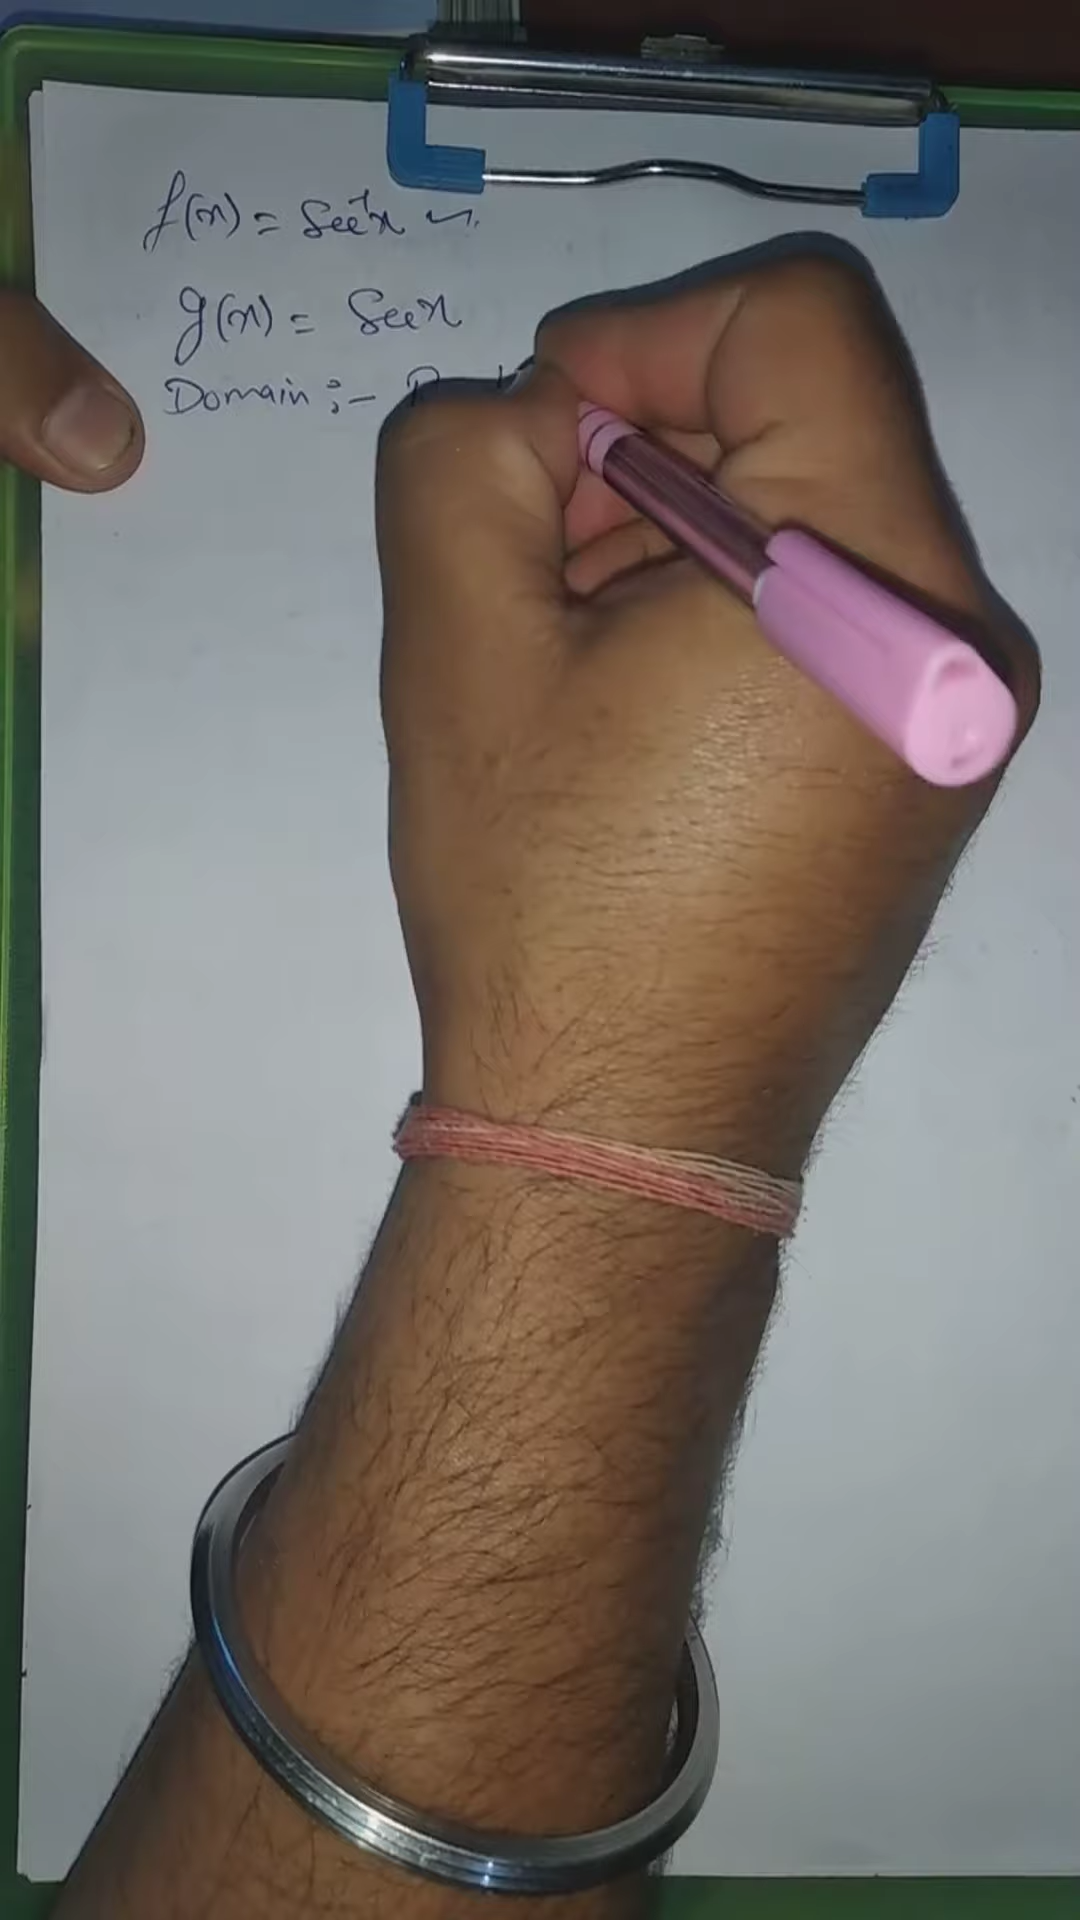 f(x) = Sec⁻¹x
g(x) = Secx
Domain :-